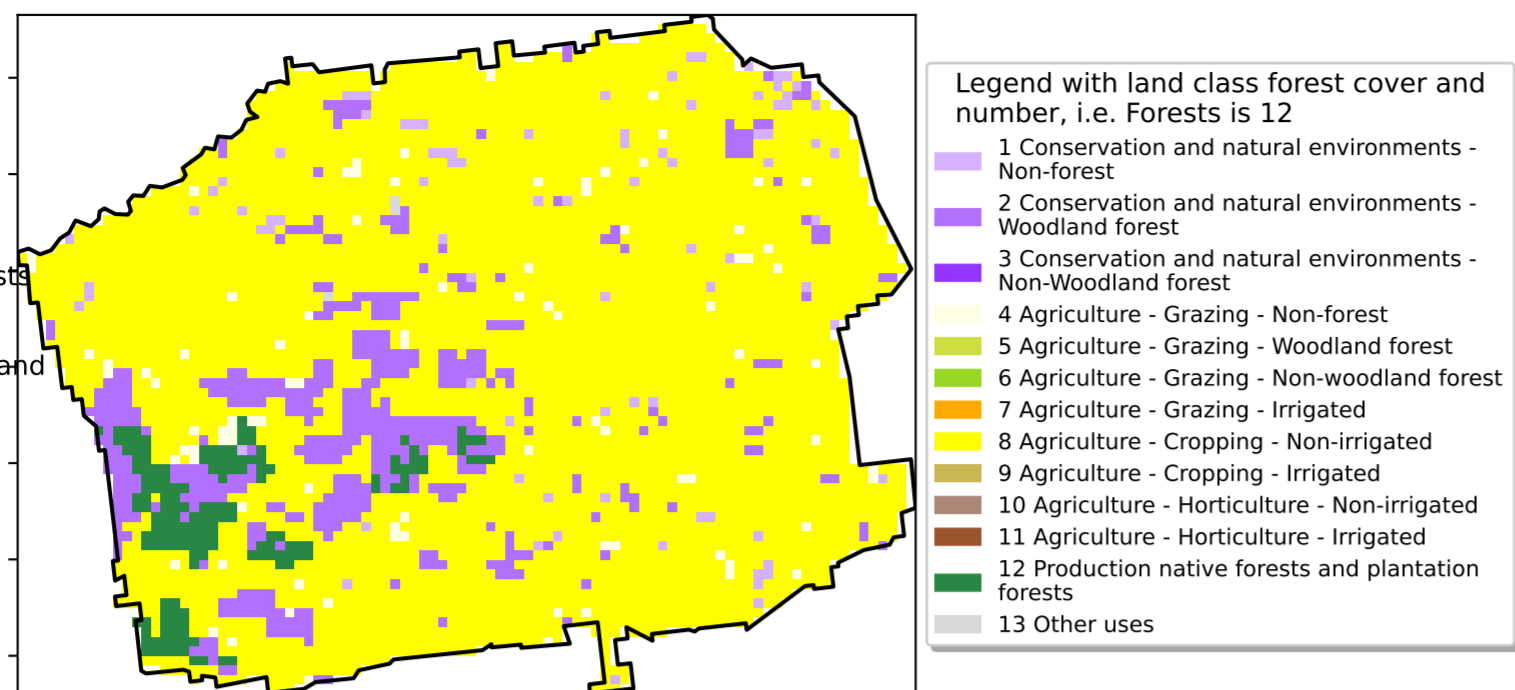 Legend with land class forest cover and
number, i.e. Forests is 12
1 Conservation and natural environments -
Non-forest
2 Conservation and natural environments -
Woodland forest
3 Conservation and natural environments -
Non-Woodland forest
4 Agriculture - Grazing - Non-forest
5 Agriculture - Grazing - Woodland forest
6 Agriculture - Grazing - Non-woodland forest
7 Agriculture - Grazing - Irrigated
8 Agriculture - Cropping - Non-irrigated
9 Agriculture - Cropping - Irrigated
10 Agriculture - Horticulture - Non-irrigated
11 Agriculture - Horticulture - Irrigated
12 Production native forests and plantation
forests
13 Other uses